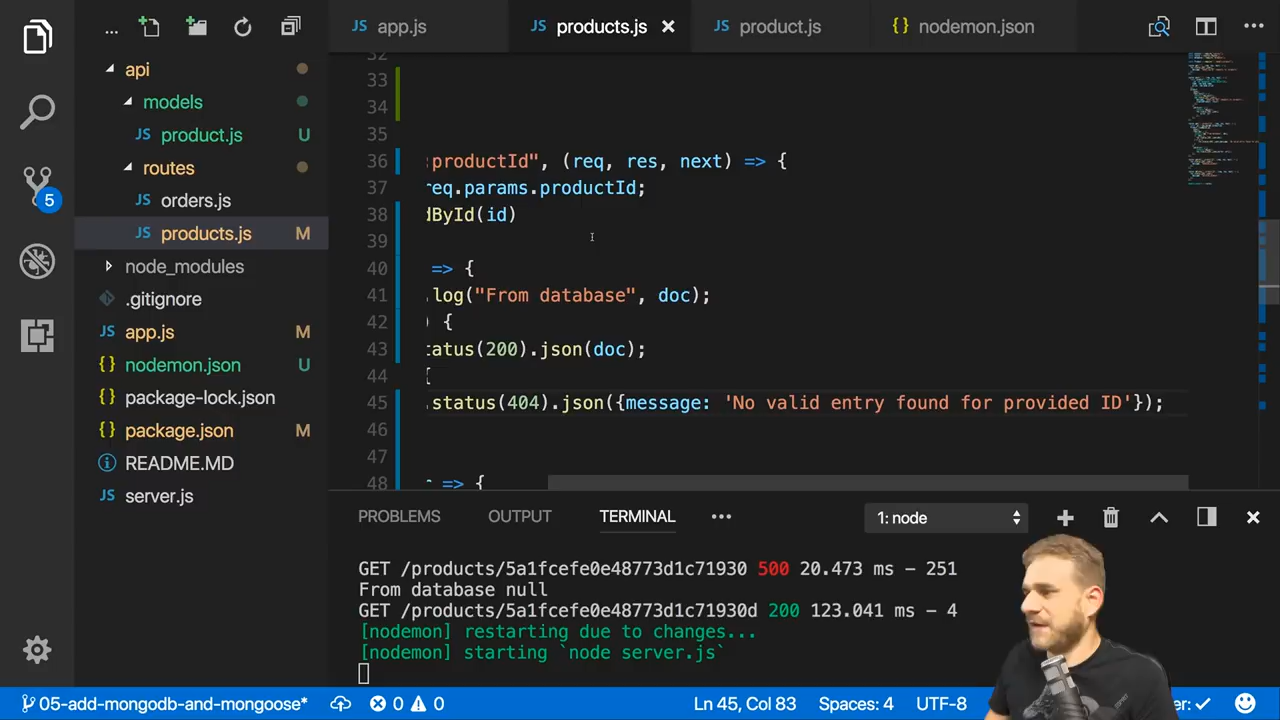 ... JS app.js JS products.js × JS product.js {} nodemon.json ...
api
models
JS product.js U
routes
JS orders.js
JS products.js M
node_modules
.gitignore
JS app.js M
{} nodemon.json U
{} package-lock.json
{} package.json M
README.MD
JS server.js
5
32
33
34
35
36 :productId", (req, res, next) => {
37 req.params.productId;
38 dById(id)
39
40 => {
41 .log("From database", doc);
42 ) {
43 tatus(200).json(doc);
44 {
45 .status(404).json({message: 'No valid entry found for provided ID'});
46
47
48 => {
PROBLEMS OUTPUT TERMINAL ... 1: node
GET /products/5a1fcefe0e48773d1c71930 500 20.473 ms - 251
From database null
GET /products/5a1fcefe0e48773d1c71930d 200 123.041 ms - 4
[nodemon] restarting due to changes...
[nodemon] starting `node server.js`
05-add-mongodb-and-mongoose* 0 0 Ln 45, Col 83 Spaces: 4 UTF-8